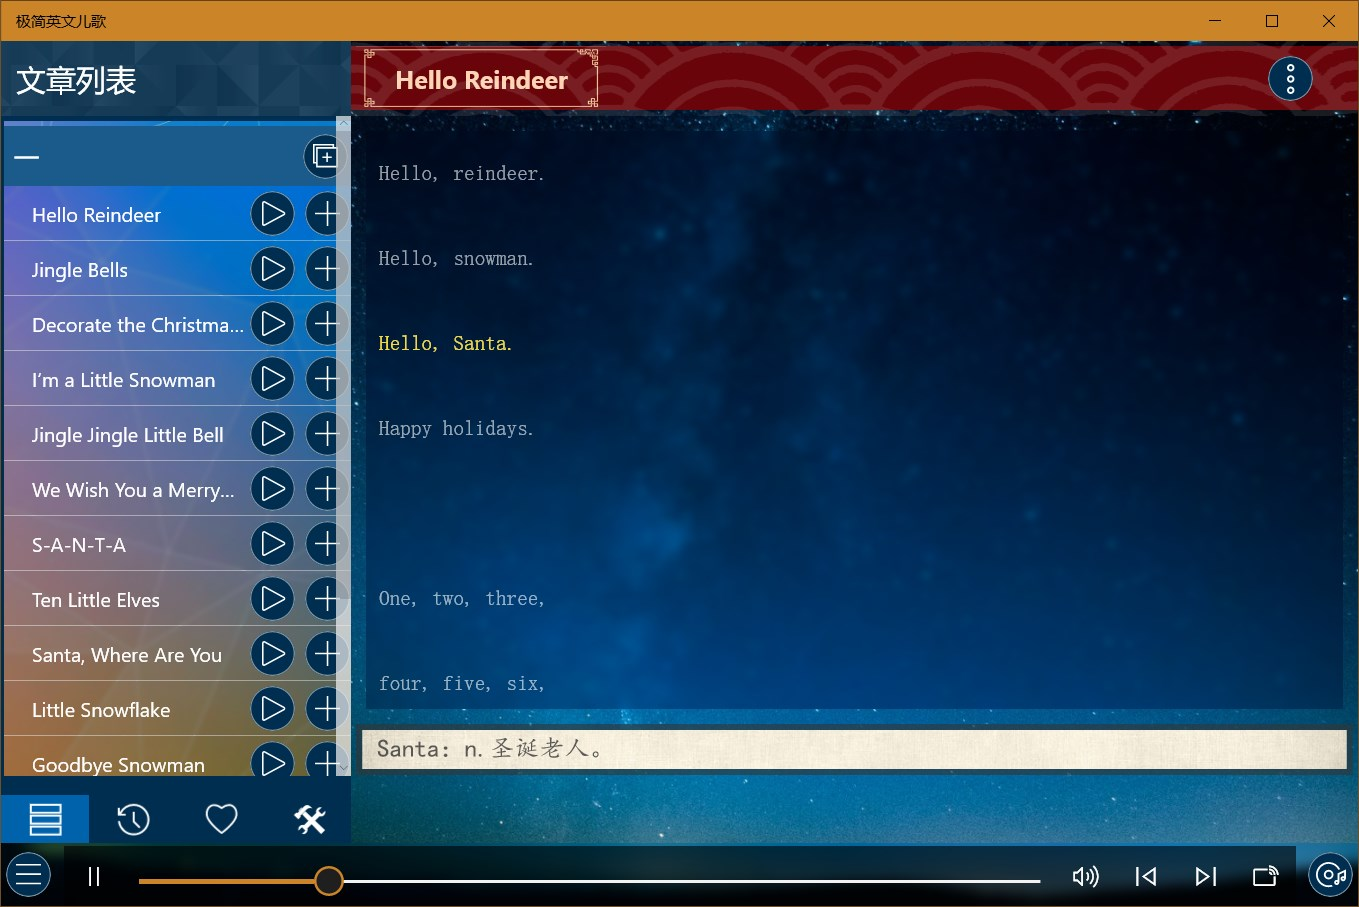 极简英文儿歌
文章列表
Hello Reindeer
Hello Reindeer
Jingle Bells
Decorate the Christma...
I'm a Little Snowman
Jingle Jingle Little Bell
We Wish You a Merry...
S-A-N-T-A
Ten Little Elves
Santa, Where Are You
Little Snowflake
Goodbye Snowman
Hello, reindeer.
Hello, snowman.
Hello, Santa.
Happy holidays.
One, two, three,
four, five, six,
Santa: n.圣诞老人。